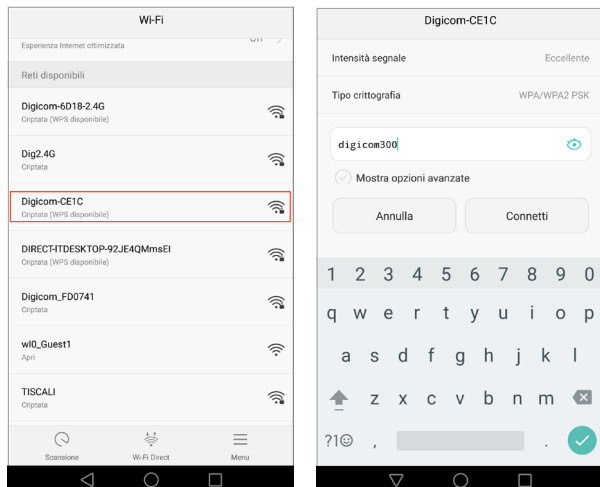 Wi-Fi
Esperienza Internet ottimizzata
Reti disponibili
Digicom-6D18-2.4G
Criptata (WPS disponibile)
Dig2.4G
Criptata
Digicom-CE1C
Criptata (WPS disponibile)
DIRECT-ITDESKTOP-92JE4QMmsEI
Criptata (WPS disponibile)
Digicom_FD0741
Criptata
wl0_Guest1
Apri
TISCALI
Criptata
Scansione
Wi-Fi Direct
Menu
Digicom-CE1C
Intensità segnale Eccellente
Tipo crittografia WPA/WPA2 PSK
digicom300
Mostra opzioni avanzate
Annulla Connetti
1 2 3 4 5 6 7 8 9 0
q w e r t y u i o p
a s d f g h j k l
z x c v b n m
?1☺ , .